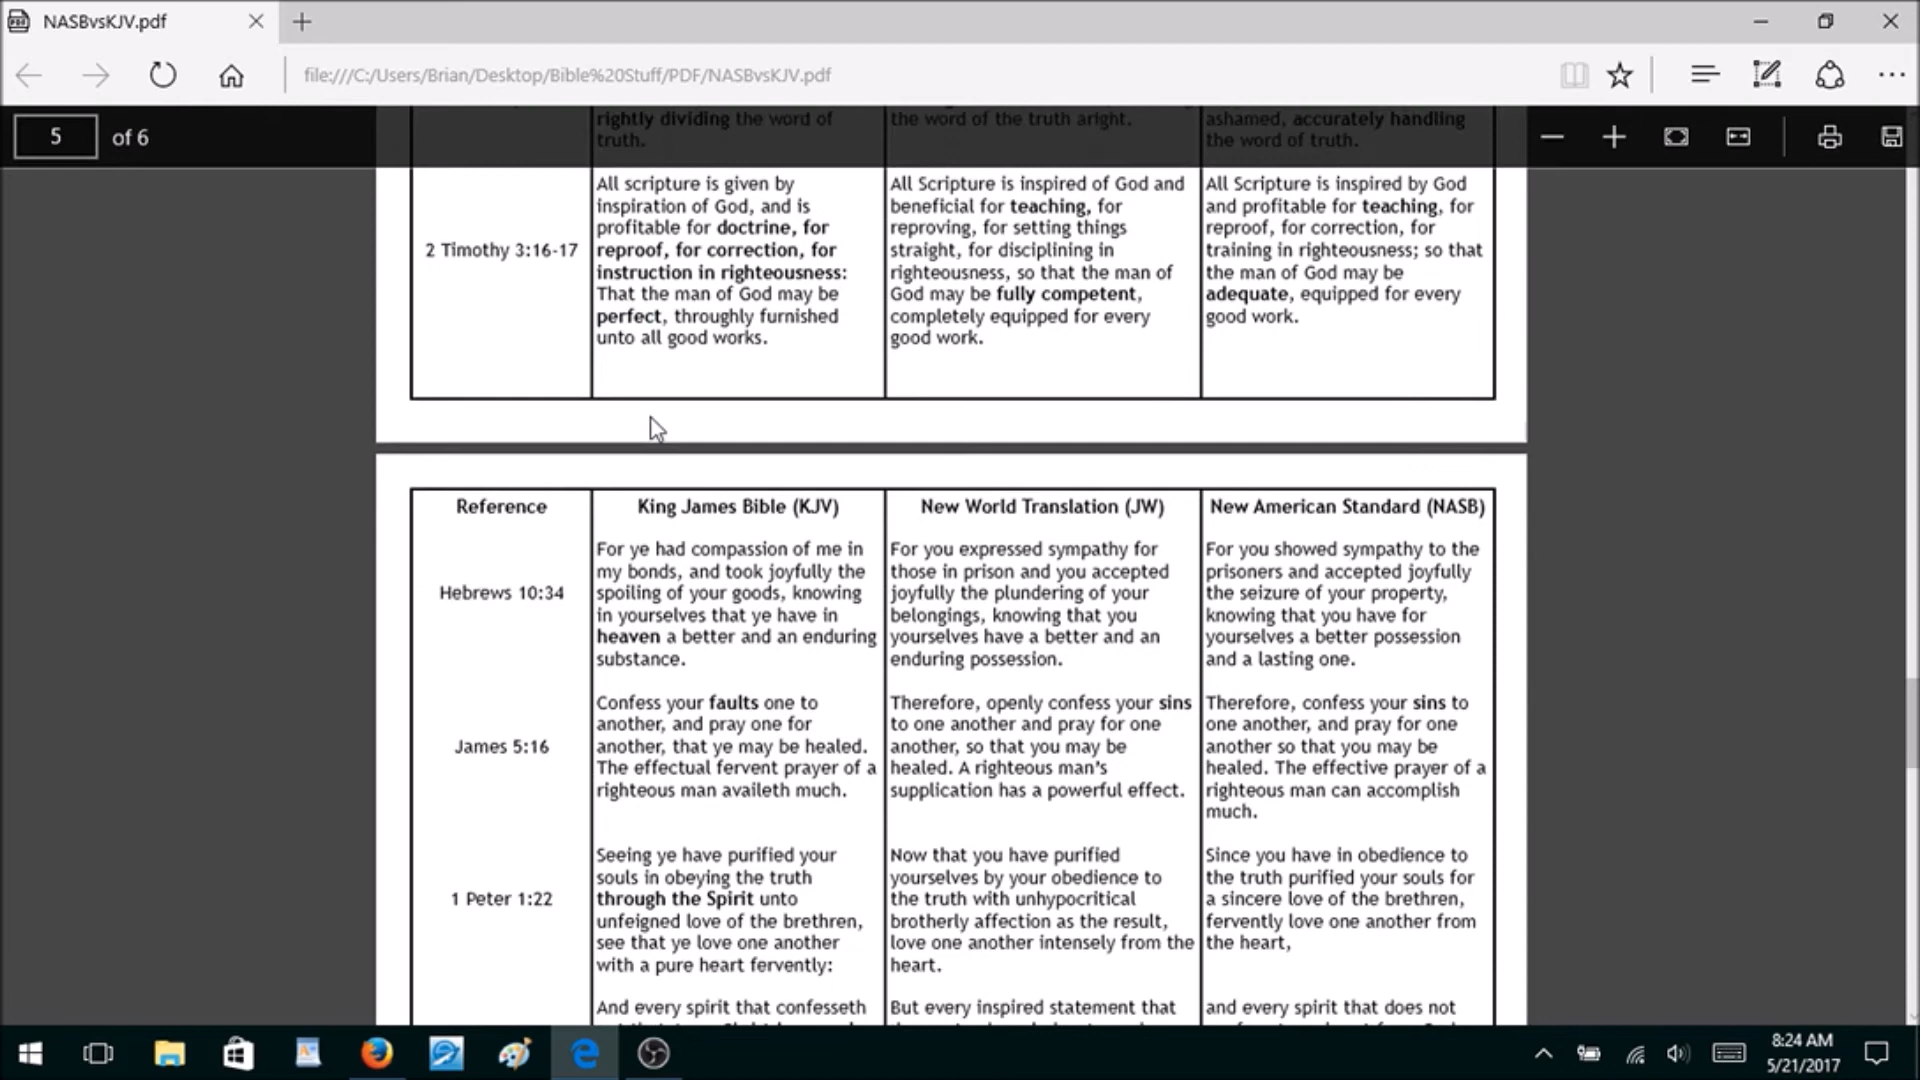 NASBvsKJV.pdf
file:///C:/Users/Brian/Desktop/Bible%20Stuff/PDF/NASBvsKJV.pdf
5 of 6
rightly dividing the word of
truth.
the word of the truth aright.
ashamed, accurately handling
the word of truth.
2 Timothy 3:16-17
All scripture is given by
inspiration of God, and is
profitable for doctrine, for
reproof, for correction, for
instruction in righteousness:
That the man of God may be
perfect, throughly furnished
unto all good works.
All Scripture is inspired of God and
beneficial for teaching, for
reproving, for setting things
straight, for disciplining in
righteousness, so that the man of
God may be fully competent,
completely equipped for every
good work.
All Scripture is inspired by God
and profitable for teaching, for
reproof, for correction, for
training in righteousness; so that
the man of God may be
adequate, equipped for every
good work.
Reference
King James Bible (KJV)
New World Translation (JW)
New American Standard (NASB)
Hebrews 10:34
For ye had compassion of me in
my bonds, and took joyfully the
spoiling of your goods, knowing
in yourselves that ye have in
heaven a better and an enduring
substance.
For you expressed sympathy for
those in prison and you accepted
joyfully the plundering of your
belongings, knowing that you
yourselves have a better and an
enduring possession.
For you showed sympathy to the
prisoners and accepted joyfully
the seizure of your property,
knowing that you have for
yourselves a better possession
and a lasting one.
James 5:16
Confess your faults one to
another, and pray one for
another, that ye may be healed.
The effectual fervent prayer of a
righteous man availeth much.
Therefore, openly confess your sins
to one another and pray for one
another, so that you may be
healed. A righteous man's
supplication has a powerful effect.
Therefore, confess your sins to
one another, and pray for one
another so that you may be
healed. The effective prayer of a
righteous man can accomplish
much.
1 Peter 1:22
Seeing ye have purified your
souls in obeying the truth
through the Spirit unto
unfeigned love of the brethren,
see that ye love one another
with a pure heart fervently:
Now that you have purified
yourselves by your obedience to
the truth with unhypocritical
brotherly affection as the result,
love one another intensely from the
heart.
Since you have in obedience to
the truth purified your souls for
a sincere love of the brethren,
fervently love one another from
the heart,
And every spirit that confesseth
But every inspired statement that
and every spirit that does not
8:24 AM
5/21/2017